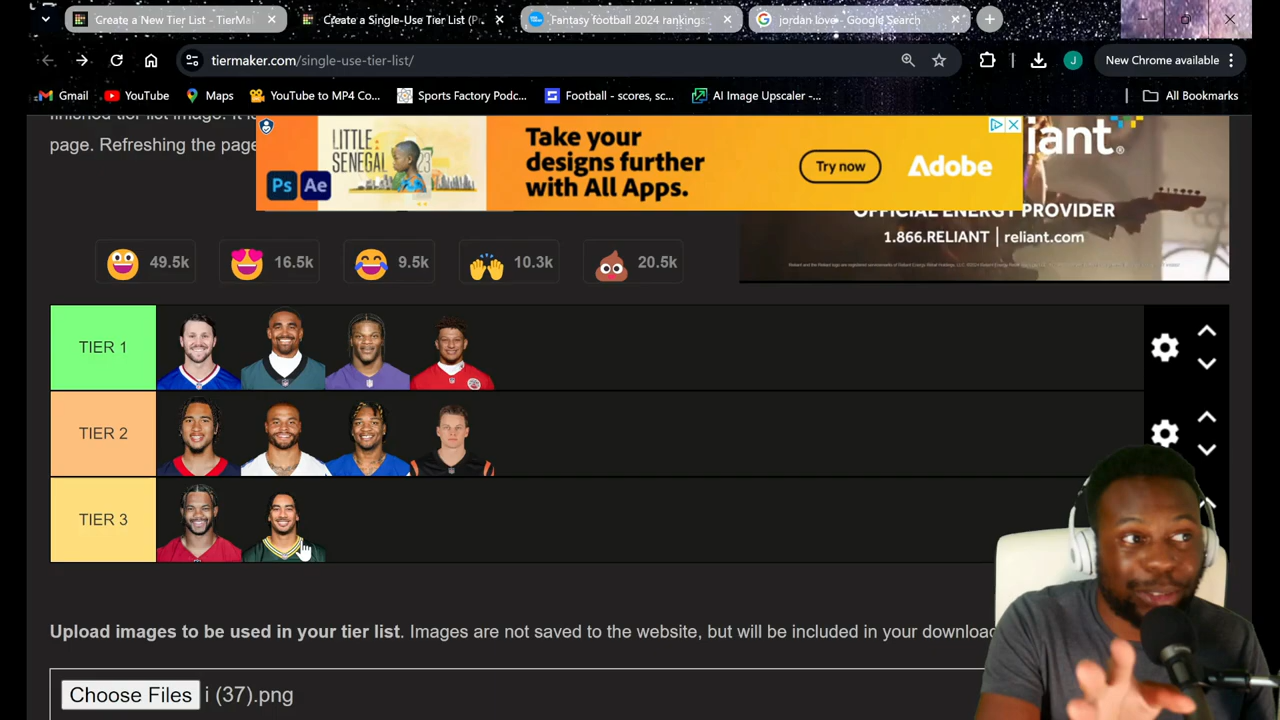 Create a New Tier List - TierMa
Create a Single-Use Tier List (P
Fantasy football 2024 rankings:
jordan love - Google Search
tiermaker.com/single-use-tier-list/
J
New Chrome available
Gmail
YouTube
Maps
YouTube to MP4 Co...
Sports Factory Podc...
Football - scores, sc...
AI Image Upscaler -...
All Bookmarks
page. Refreshing the page
LITTLE
SENEGAL
23
Ps
Ae
Take your
designs further
with All Apps.
Try now
Adobe
liant
OFFICIAL ENERGY PROVIDER
1.866.RELIANT | reliant.com
49.5k
16.5k
9.5k
10.3k
20.5k
TIER 1
TIER 2
TIER 3
Upload images to be used in your tier list. Images are not saved to the website, but will be included in your downloa
Choose Files
i (37).png